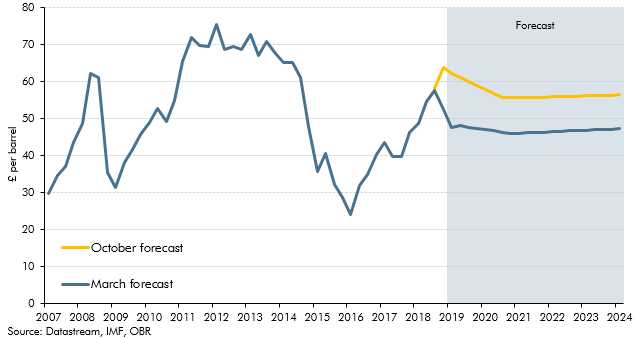 80
70
60
50
40
30
20
10
0
£ per barrel
Forecast
October forecast
March forecast
2007 2008 2009 2010 2011 2012 2013 2014 2015 2016 2017 2018 2019 2020 2021 2022 2023 2024
Source: Datastream, IMF, OBR